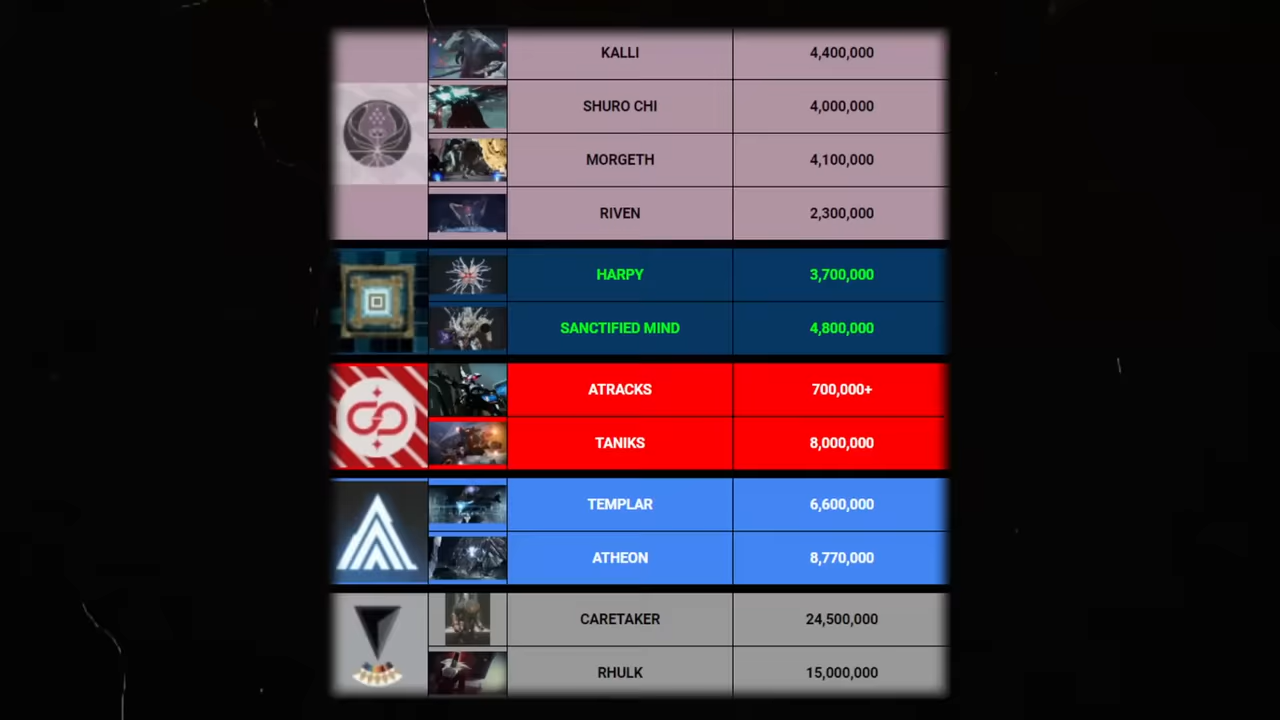 KALLI 4,400,000
SHURO CHI 4,000,000
MORGETH 4,100,000
RIVEN 2,300,000
HARPY 3,700,000
SANCTIFIED MIND 4,800,000
ATRACKS 700,000+
TANIKS 8,000,000
TEMPLAR 6,600,000
ATHEON 8,770,000
CARETAKER 24,500,000
RHULK 15,000,000